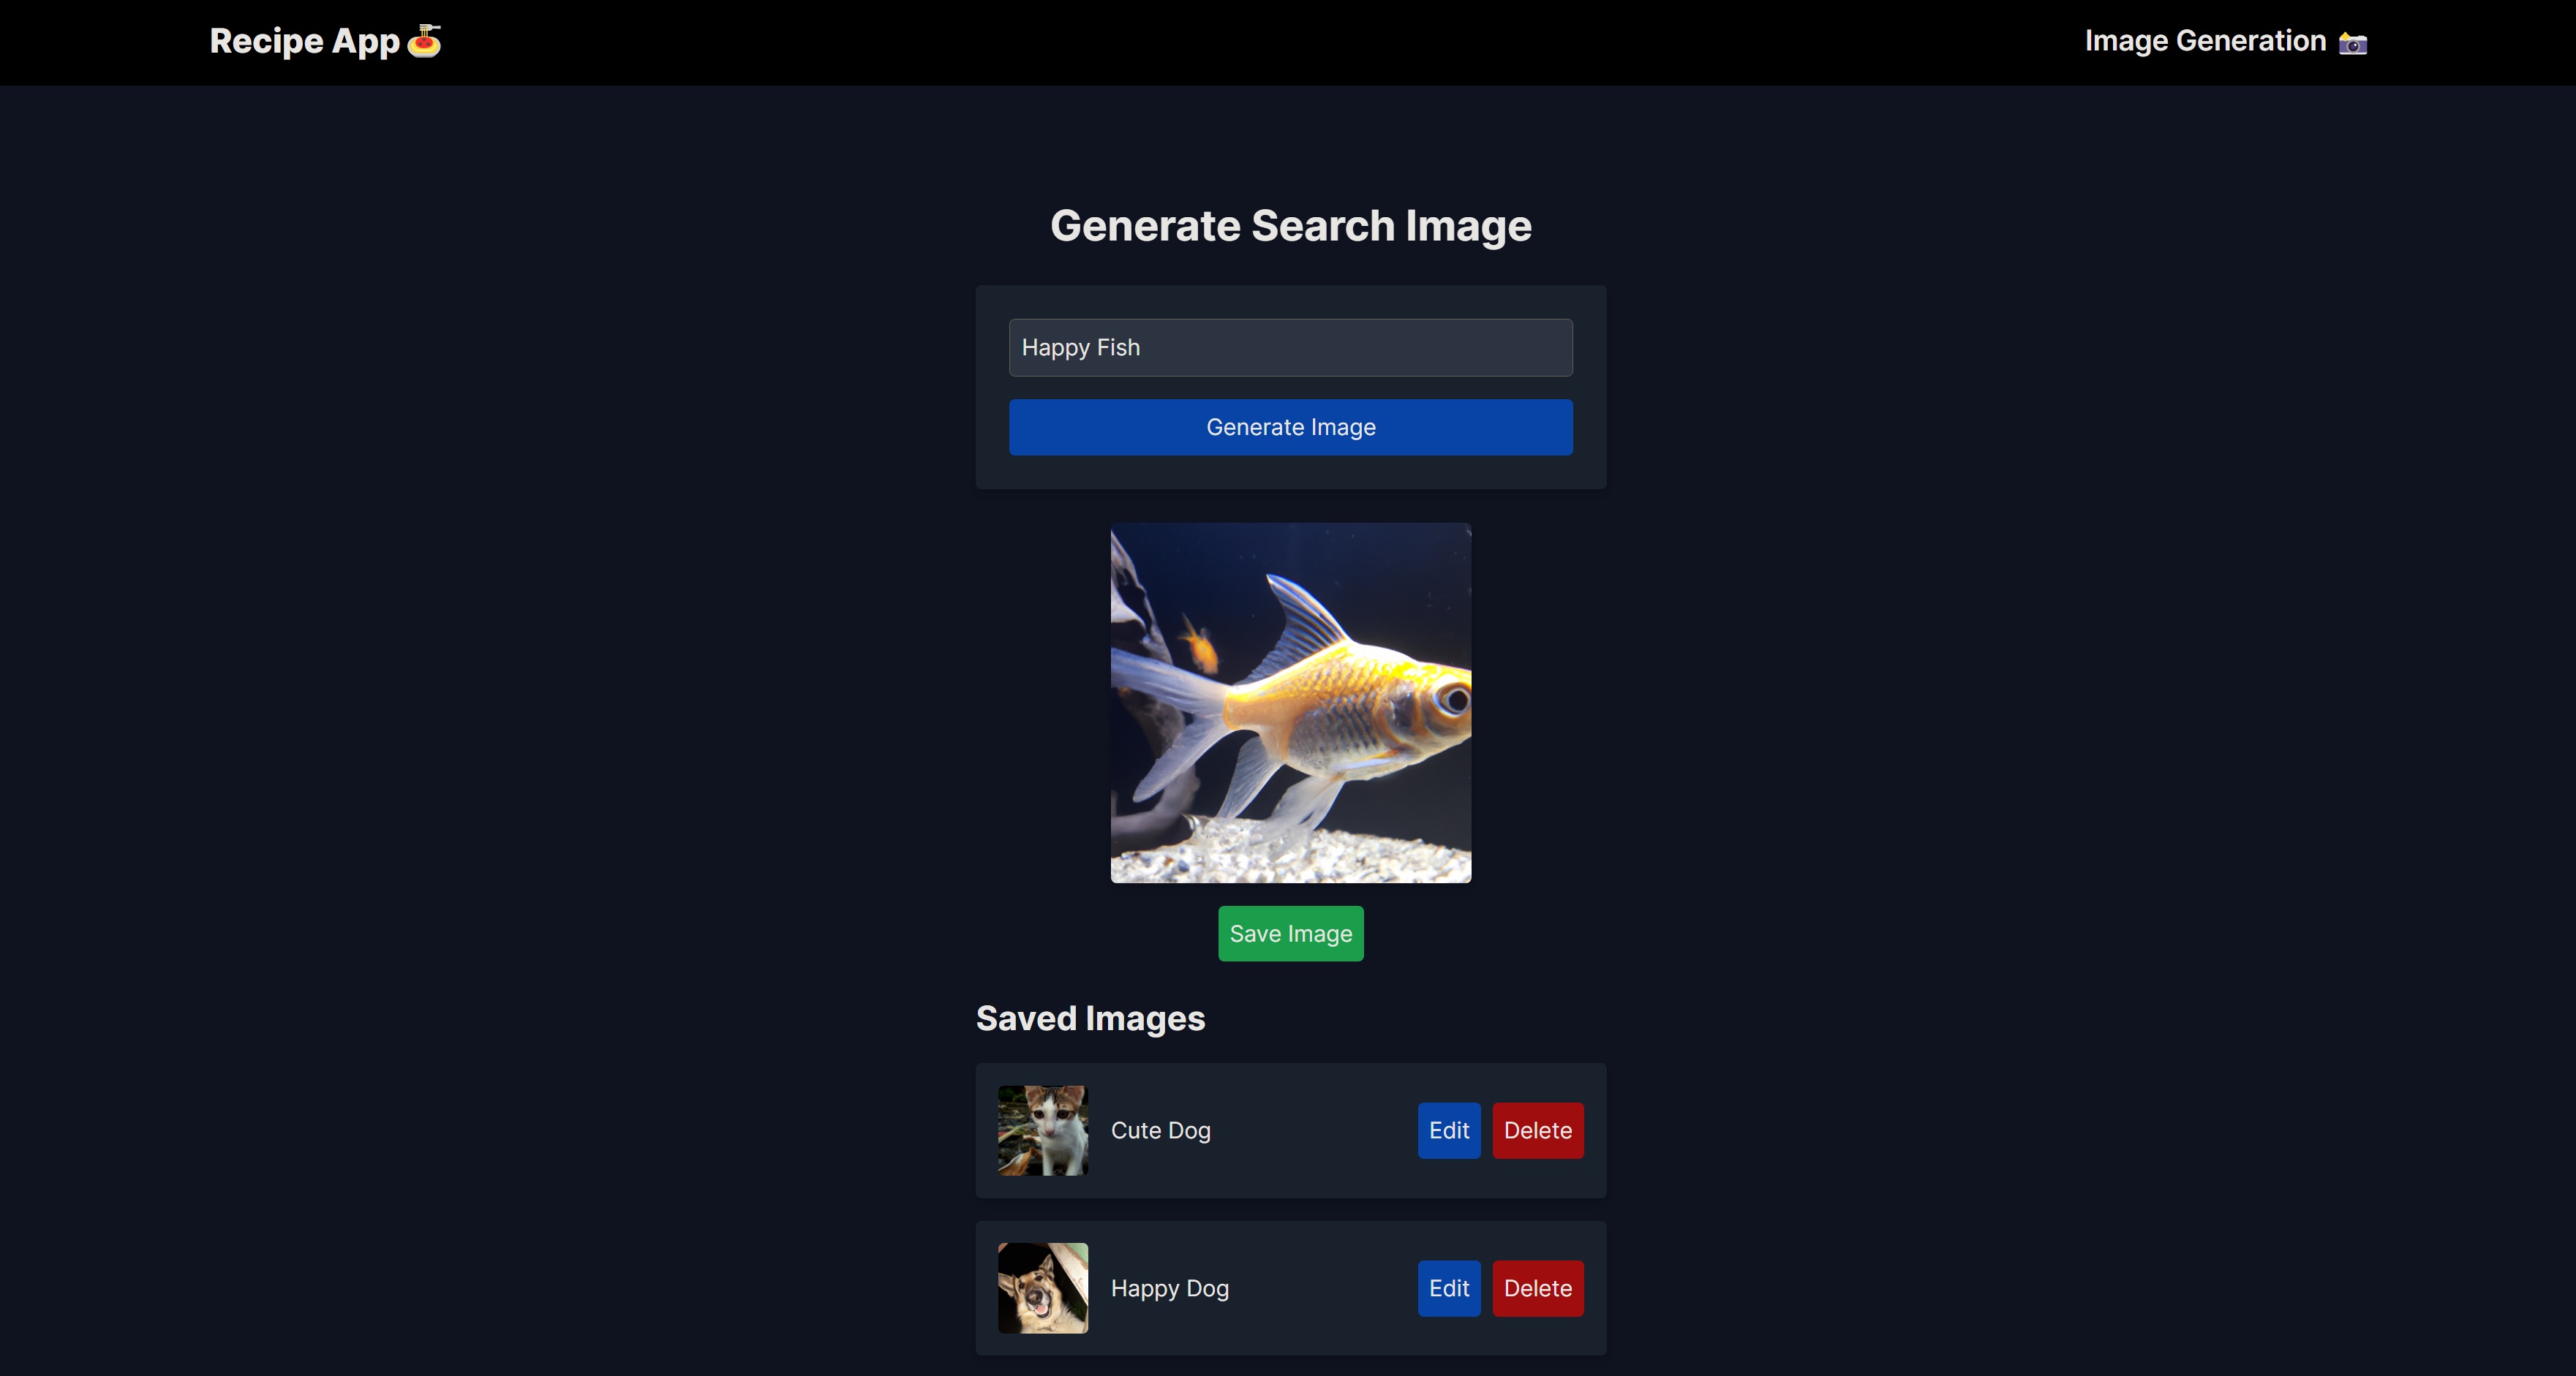 Recipe App🍝
Image Generation 📸
Generate Search Image
Happy Fish
Generate Image
Save Image
Saved Images
Cute Dog
Edit
Delete
Happy Dog
Edit
Delete